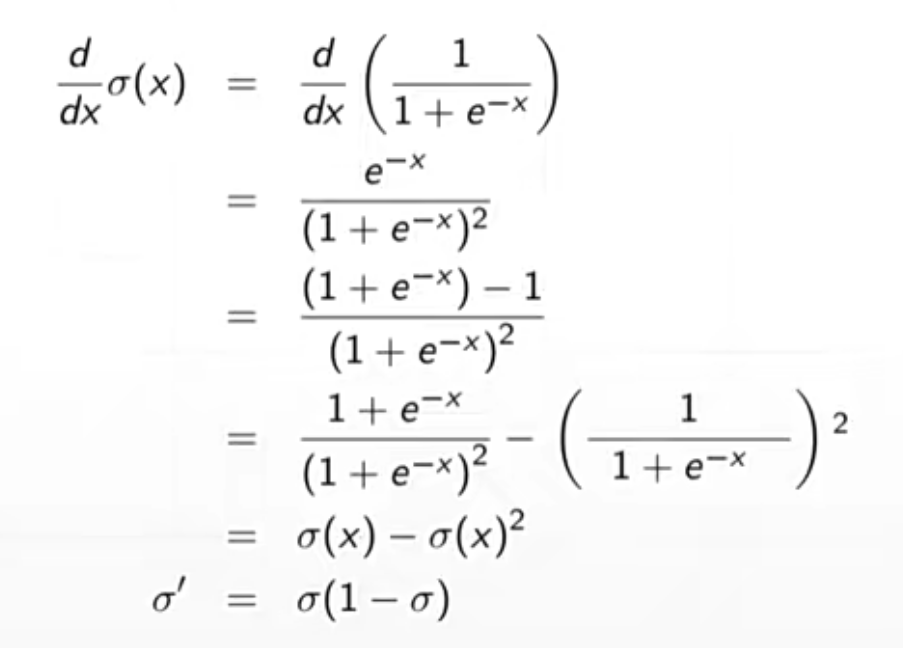 d/dx σ(x) = d/dx (1/(1 + e⁻ˣ))
= e⁻ˣ/(1 + e⁻ˣ)²
= ((1 + e⁻ˣ) − 1)/(1 + e⁻ˣ)²
= (1 + e⁻ˣ)/(1 + e⁻ˣ)² − (1/(1 + e⁻ˣ))²
= σ(x) − σ(x)²
σ′ = σ(1 − σ)